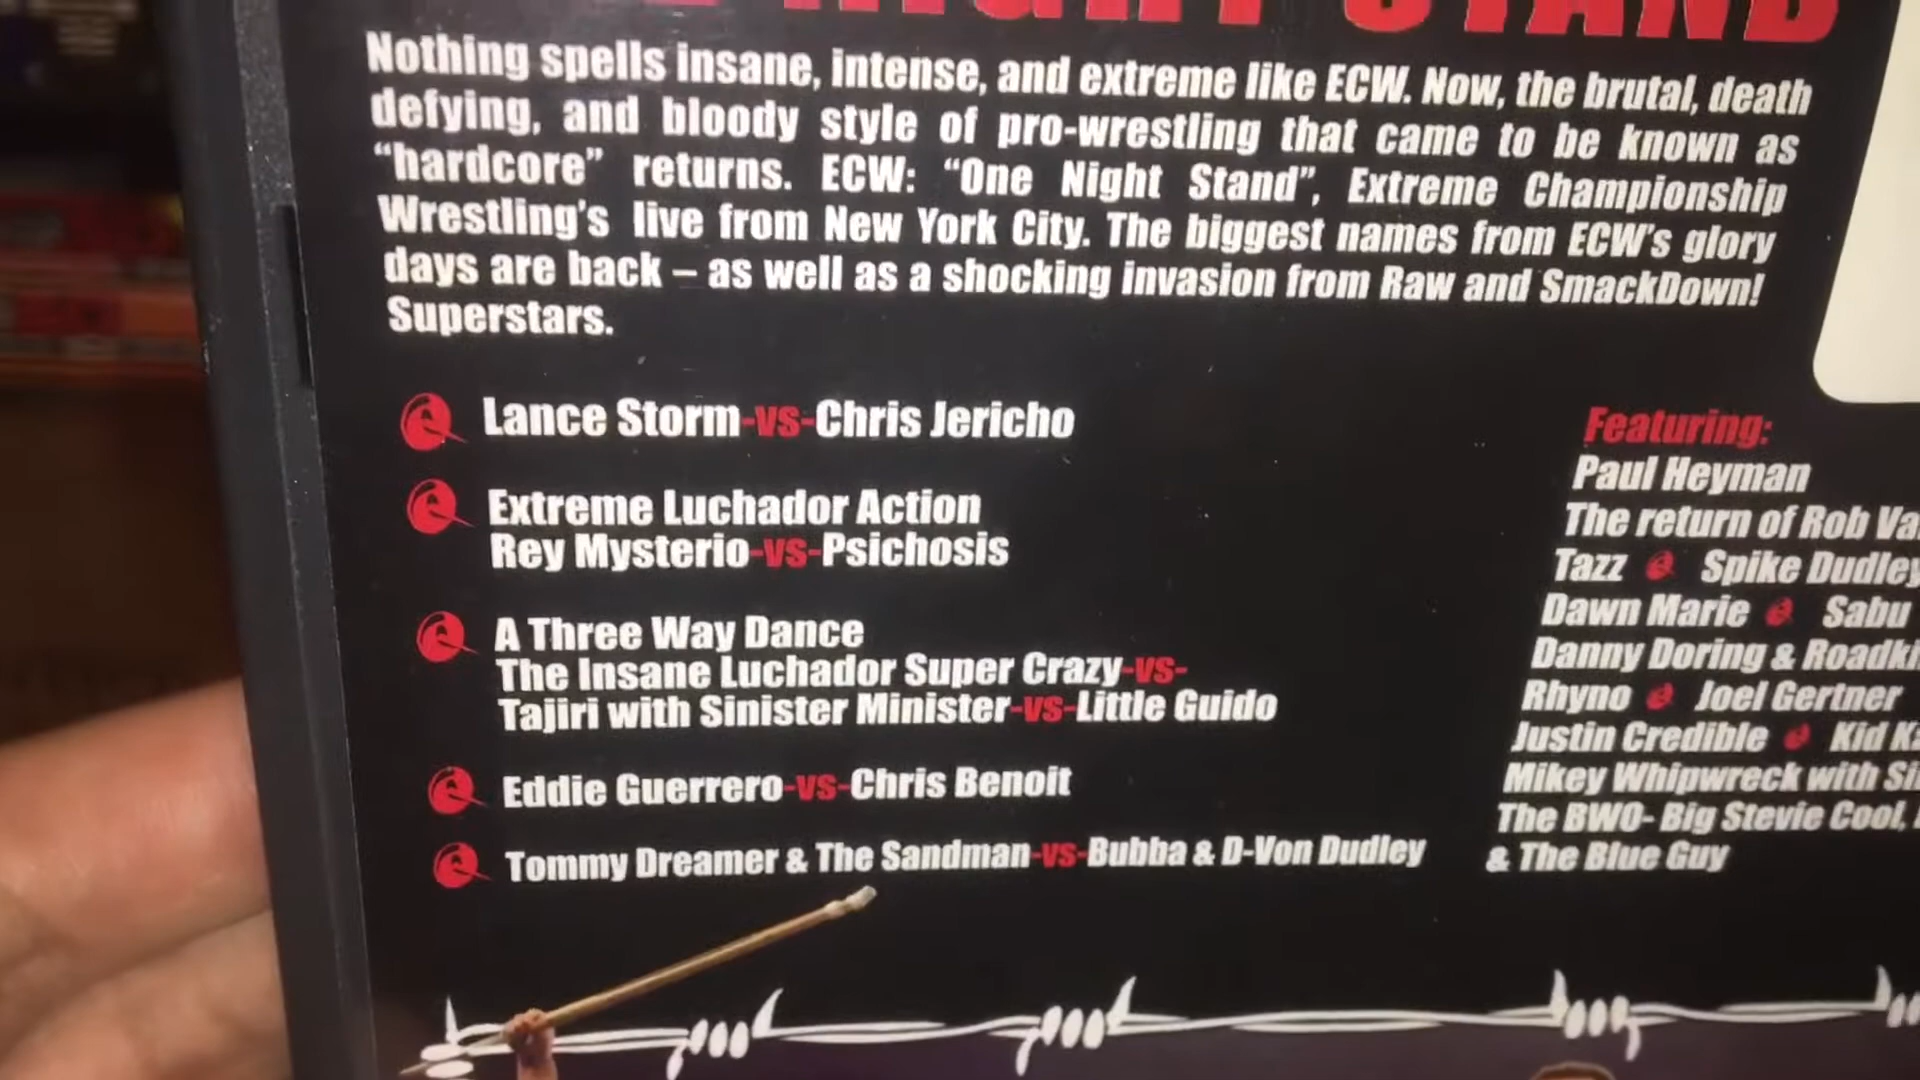 NIGHT STAND
Nothing spells insane, intense, and extreme like ECW. Now, the brutal, death
defying, and bloody style of pro-wrestling that came to be known as
“hardcore” returns. ECW: “One Night Stand”, Extreme Championship
Wrestling’s live from New York City. The biggest names from ECW’s glory
days are back – as well as a shocking invasion from Raw and SmackDown!
Superstars.
Lance Storm-vs-Chris Jericho
Extreme Luchador Action
Rey Mysterio-vs-Psichosis
A Three Way Dance
The Insane Luchador Super Crazy-vs-
Tajiri with Sinister Minister-vs-Little Guido
Eddie Guerrero-vs-Chris Benoit
Tommy Dreamer & The Sandman-vs-Bubba & D-Von Dudley
Featuring:
Paul Heyman
The return of Rob
Tazz Spike Dudley
Dawn Marie Sabu
Danny Doring &
Rhyno Joel Gertner
Justin Credible Kid
Mikey Whipwreck with
The BWO- Big Stevie Cool,
& The Blue Guy